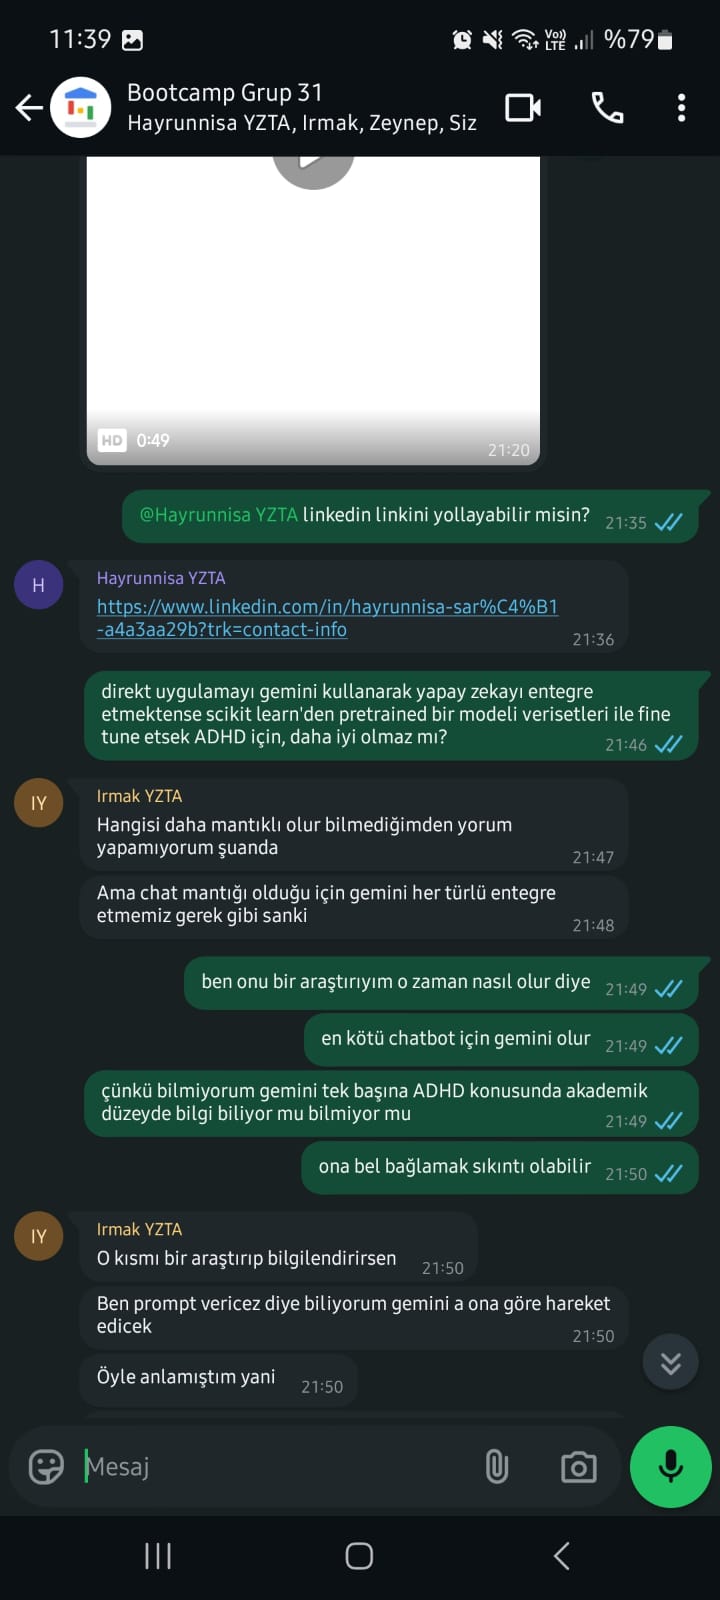 11:39
Vo)) LTE %79
Bootcamp Grup 31
Hayrunnisa YZTA, Irmak, Zeynep, Siz
HD 0:49
21:20
@Hayrunnisa YZTA linkedin linkini yollayabilir misin? 21:35
H
Hayrunnisa YZTA
https://www.linkedin.com/in/hayrunnisa-sar%C4%B1
-a4a3aa29b?trk=contact-info
21:36
direkt uygulamayı gemini kullanarak yapay zekayı entegre
etmektense scikit learn'den pretrained bir modeli verisetleri ile fine
tune etsek ADHD için, daha iyi olmaz mı? 21:46
IY
Irmak YZTA
Hangisi daha mantıklı olur bilmediğimden yorum
yapamıyorum şuanda
21:47
Ama chat mantığı olduğu için gemini her türlü entegre
etmemiz gerek gibi sanki
21:48
ben onu bir araştırıyım o zaman nasıl olur diye 21:49
en kötü chatbot için gemini olur 21:49
çünkü bilmiyorum gemini tek başına ADHD konusunda akademik
düzeyde bilgi biliyor mu bilmiyor mu 21:49
ona bel bağlamak sıkıntı olabilir 21:50
IY
Irmak YZTA
O kısmı bir araştırıp bilgilendirirsen 21:50
Ben prompt vericez diye biliyorum gemini a ona göre hareket
edicek
21:50
Öyle anlamıştım yani 21:50
Mesaj